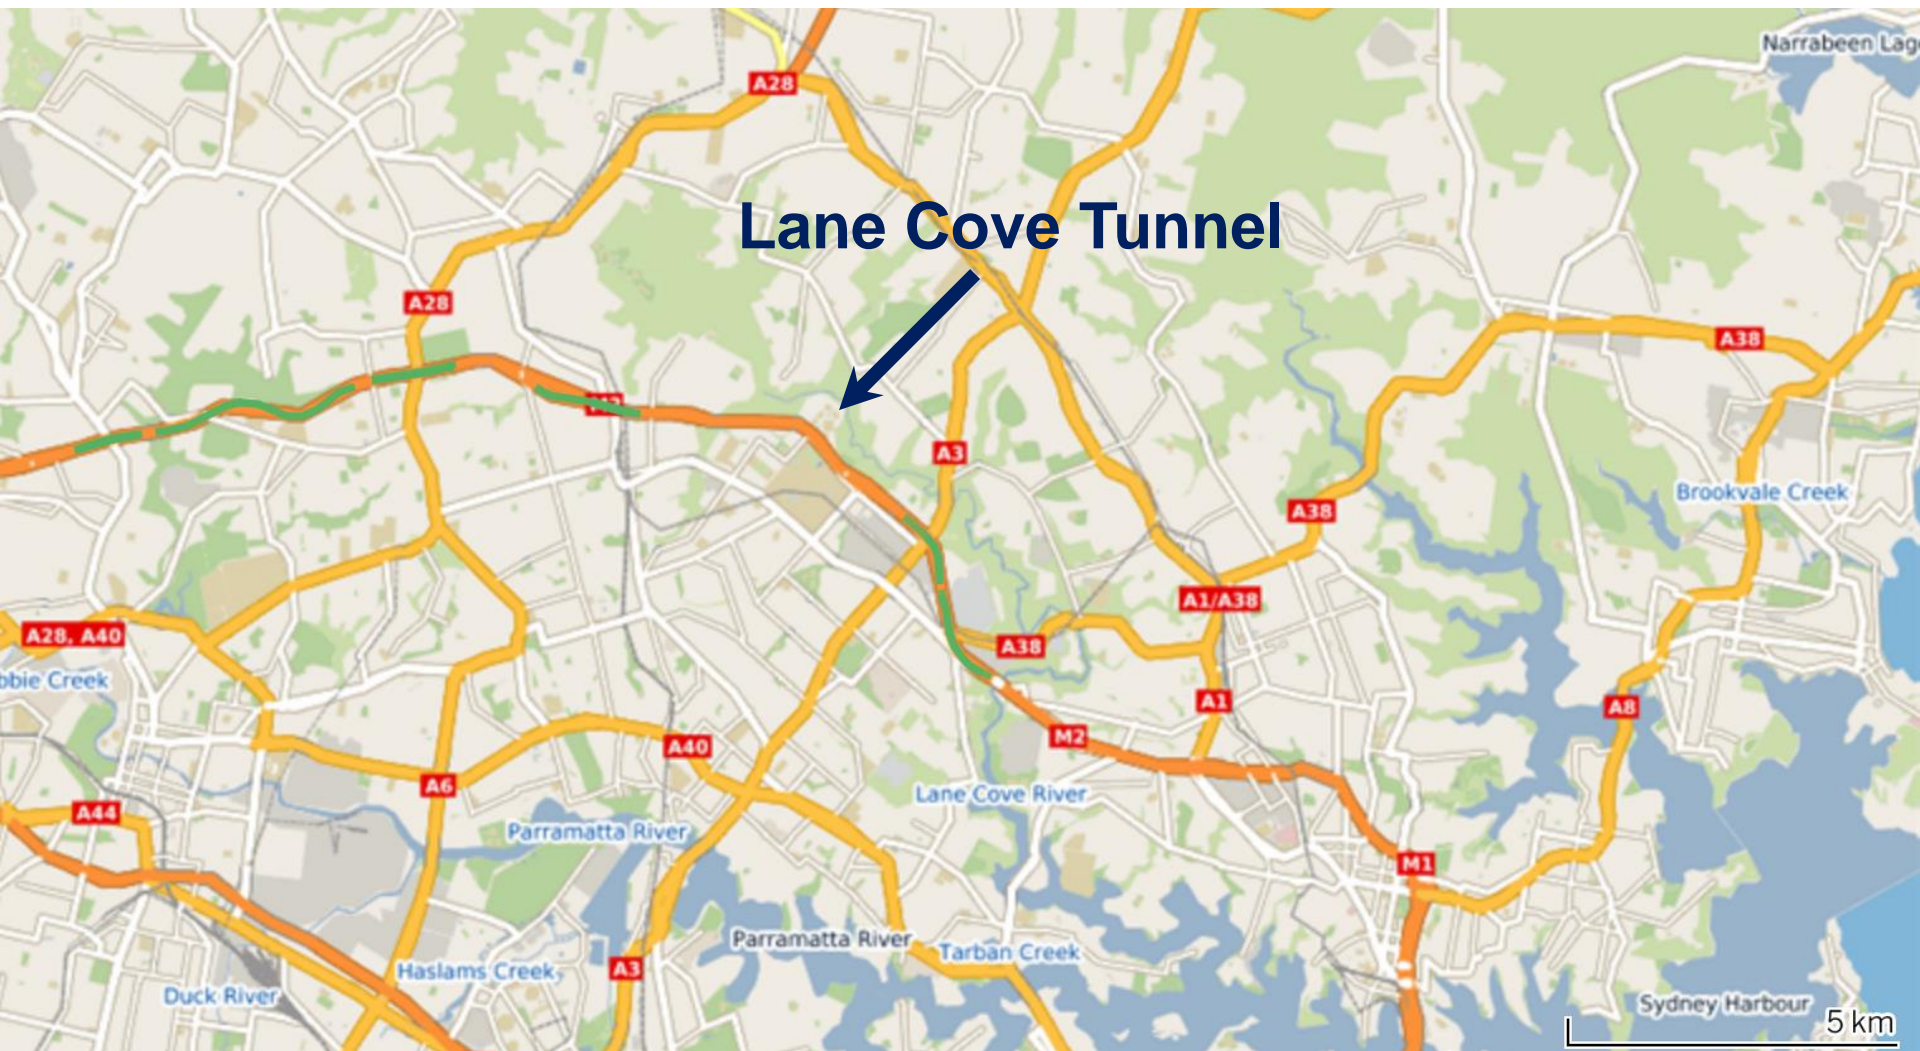 Narrabeen Lag
A28
Lane Cove Tunnel
A28
A38
M2
A3
Brookvale Creek
A38
A1/A38
A28, A40
A38
bbie Creek
A1
A8
M2
A40
A6
Lane Cove River
A44
Parramatta River
M1
Parramatta River
Tarban Creek
A3
Haslams Creek
Duck River
Sydney Harbour
5 km